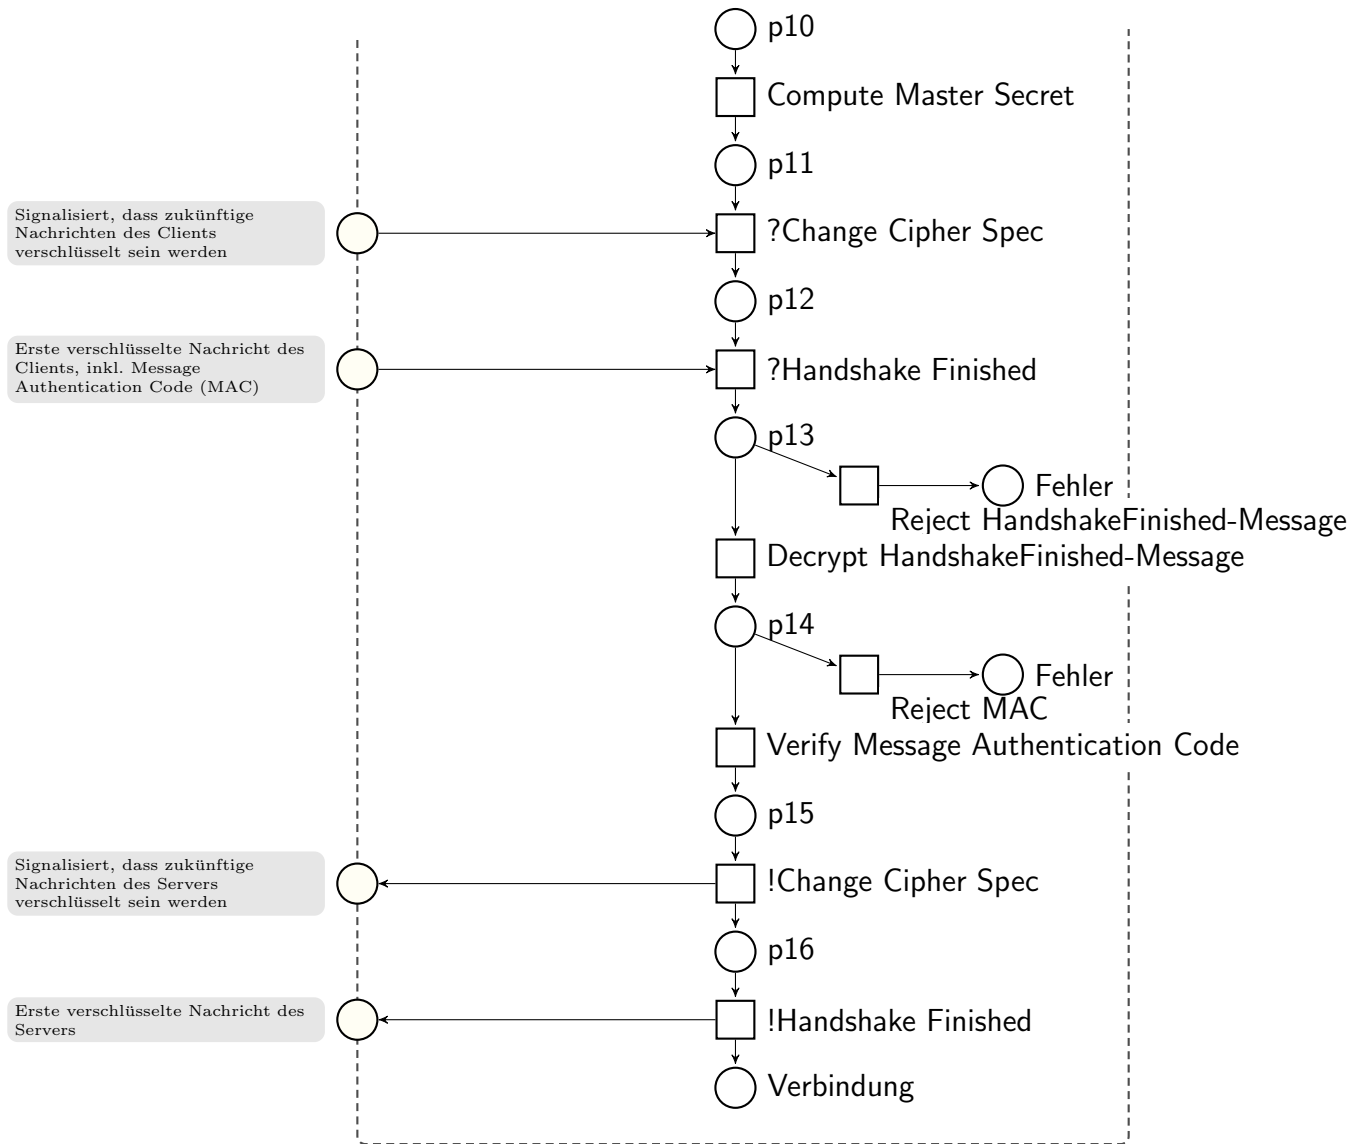 p10
Compute Master Secret
p11
Signalisiert, dass zukünftige
Nachrichten des Clients
verschlüsselt sein werden
?Change Cipher Spec
p12
Erste verschlüsselte Nachricht des
Clients, inkl. Message
Authentication Code (MAC)
?Handshake Finished
p13
Fehler
Reject HandshakeFinished-Message
Decrypt HandshakeFinished-Message
p14
Fehler
Reject MAC
Verify Message Authentication Code
p15
Signalisiert, dass zukünftige
Nachrichten des Servers
verschlüsselt sein werden
!Change Cipher Spec
p16
Erste verschlüsselte Nachricht des
Servers
!Handshake Finished
Verbindung